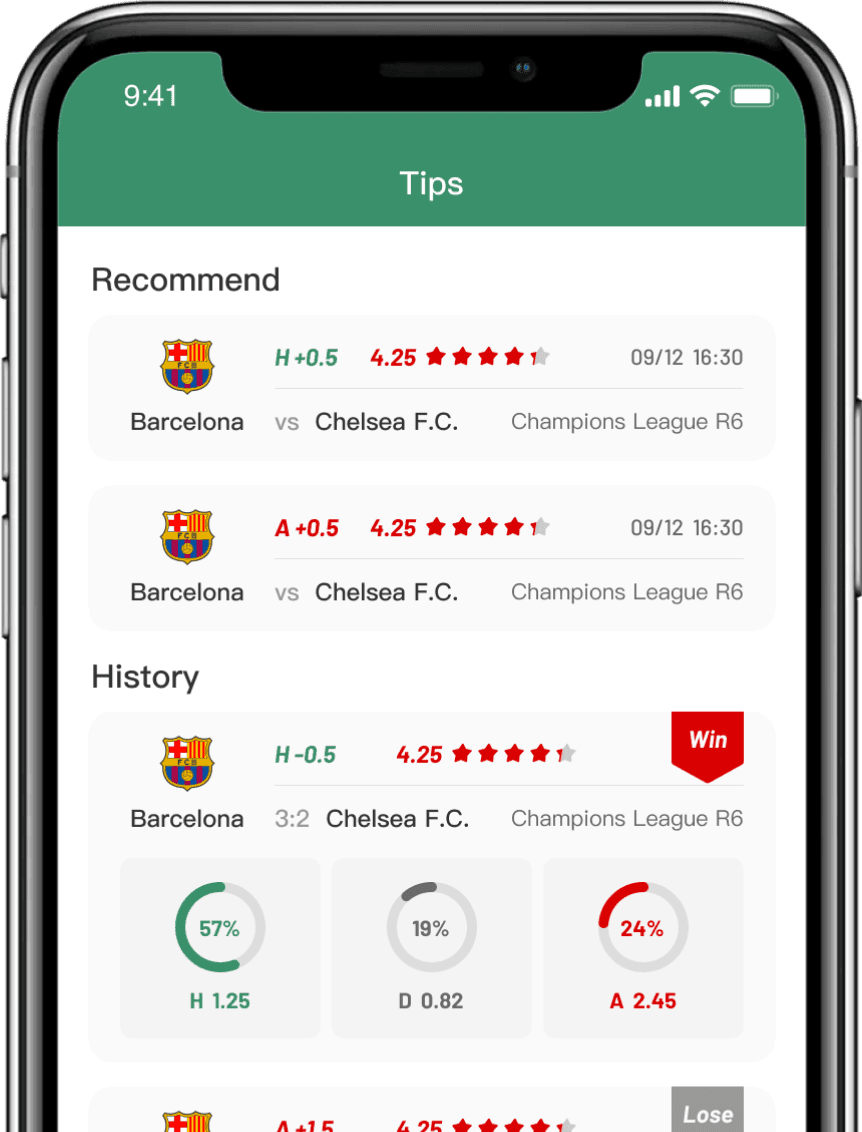 9:41
Tips
Recommend
H +0.5 4.25 09/12 16:30
FCB
Barcelona vs Chelsea F.C. Champions League R6
A +0.5 4.25 09/12 16:30
FCB
Barcelona vs Chelsea F.C. Champions League R6
History
H -0.5 4.25 Win
FCB
Barcelona 3:2 Chelsea F.C. Champions League R6
57% 19% 24%
H 1.25 D 0.82 A 2.45
A +1.5 4.25 Lose